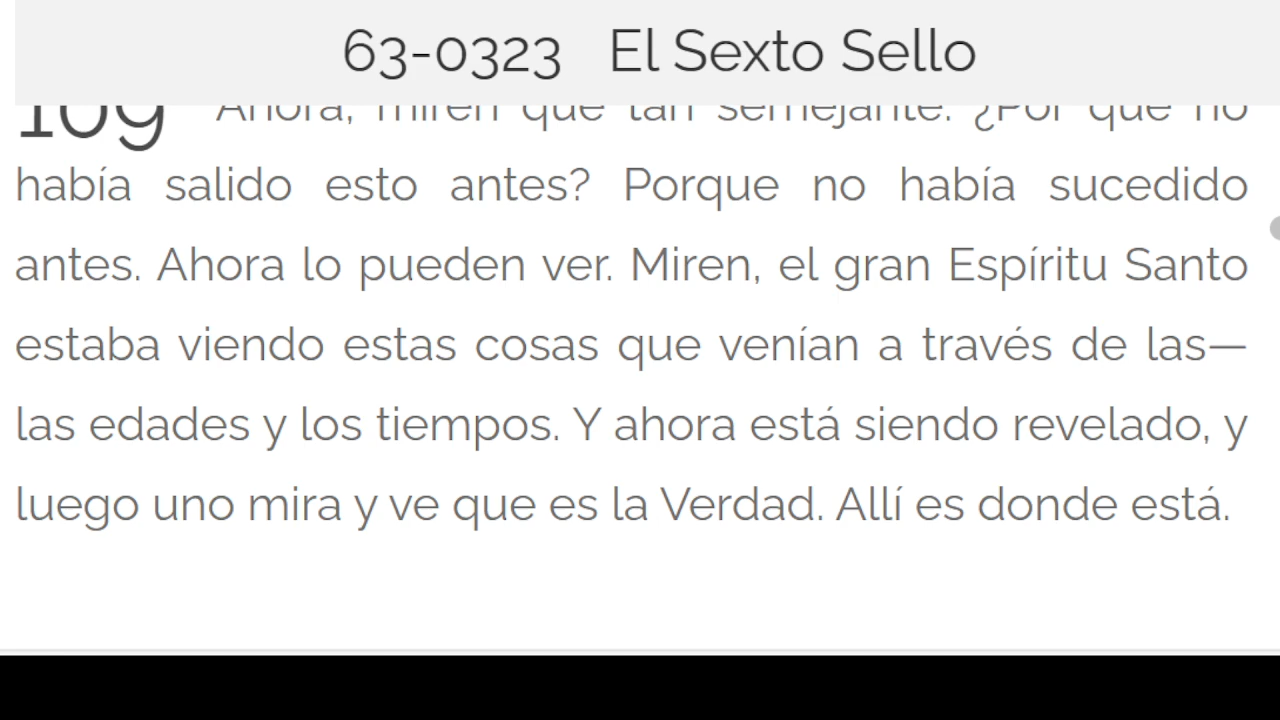 63-0323 El Sexto Sello
109 Ahora, miren qué tan semejante. ¿Por qué no
había salido esto antes? Porque no había sucedido
antes. Ahora lo pueden ver. Miren, el gran Espíritu Santo
estaba viendo estas cosas que venían a través de las—
las edades y los tiempos. Y ahora está siendo revelado, y
luego uno mira y ve que es la Verdad. Allí es donde está.